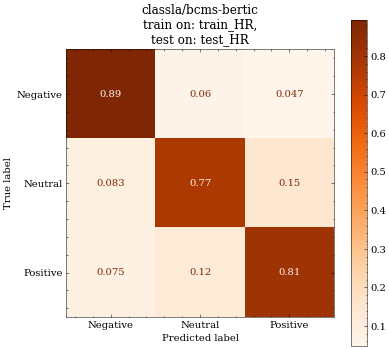 classla/bcms-bertic
train on: train_HR,
test on: test_HR
True label
Negative
Neutral
Positive
0.89 0.06 0.047
0.083 0.77 0.15
0.075 0.12 0.81
Negative Neutral Positive
Predicted label
0.8
0.7
0.6
0.5
0.4
0.3
0.2
0.1